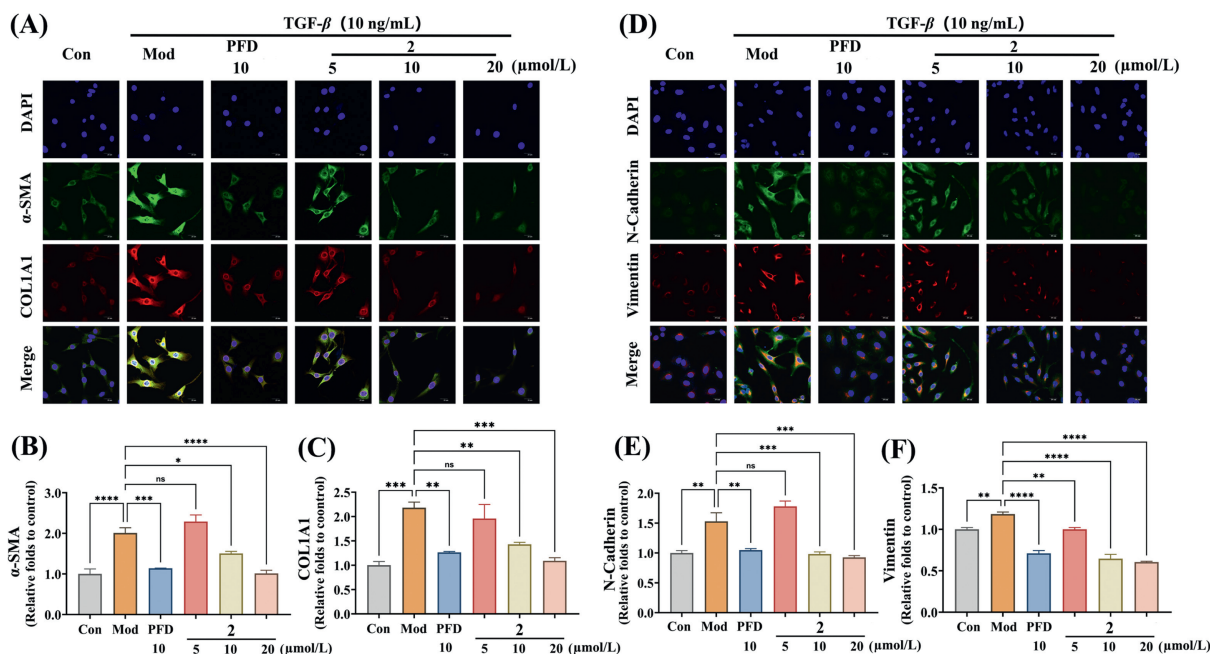 (A)
TGF-β (10 ng/mL)
Con Mod PFD 2
10 5 10 20 (μmol/L)
DAPI
α-SMA
COL1A1
Merge
(D)
TGF-β (10 ng/mL)
Con Mod PFD 2
10 5 10 20 (μmol/L)
DAPI
N-Cadherin
Vimentin
Merge
(B)
α-SMA
(Relative folds to control)
3.0
2.0
1.0
0.0
****
*
ns
**** ***
Con Mod PFD 2
10 5 10 20 (μmol/L)
(C)
COL1A1
(Relative folds to control)
2.5
2.0
1.5
1.0
0.5
0.0
***
**
ns
*** **
Con Mod PFD 2
10 5 10 20 (μmol/L)
(E)
N-Cadherin
(Relative folds to control)
2.0
1.5
1.0
0.5
0.0
***
***
ns
** **
Con Mod PFD 2
10 5 10 20 (μmol/L)
(F)
Vimentin
(Relative folds to control)
1.5
1.0
0.5
0.0
****
****
**
** ****
Con Mod PFD 2
10 5 10 20 (μmol/L)